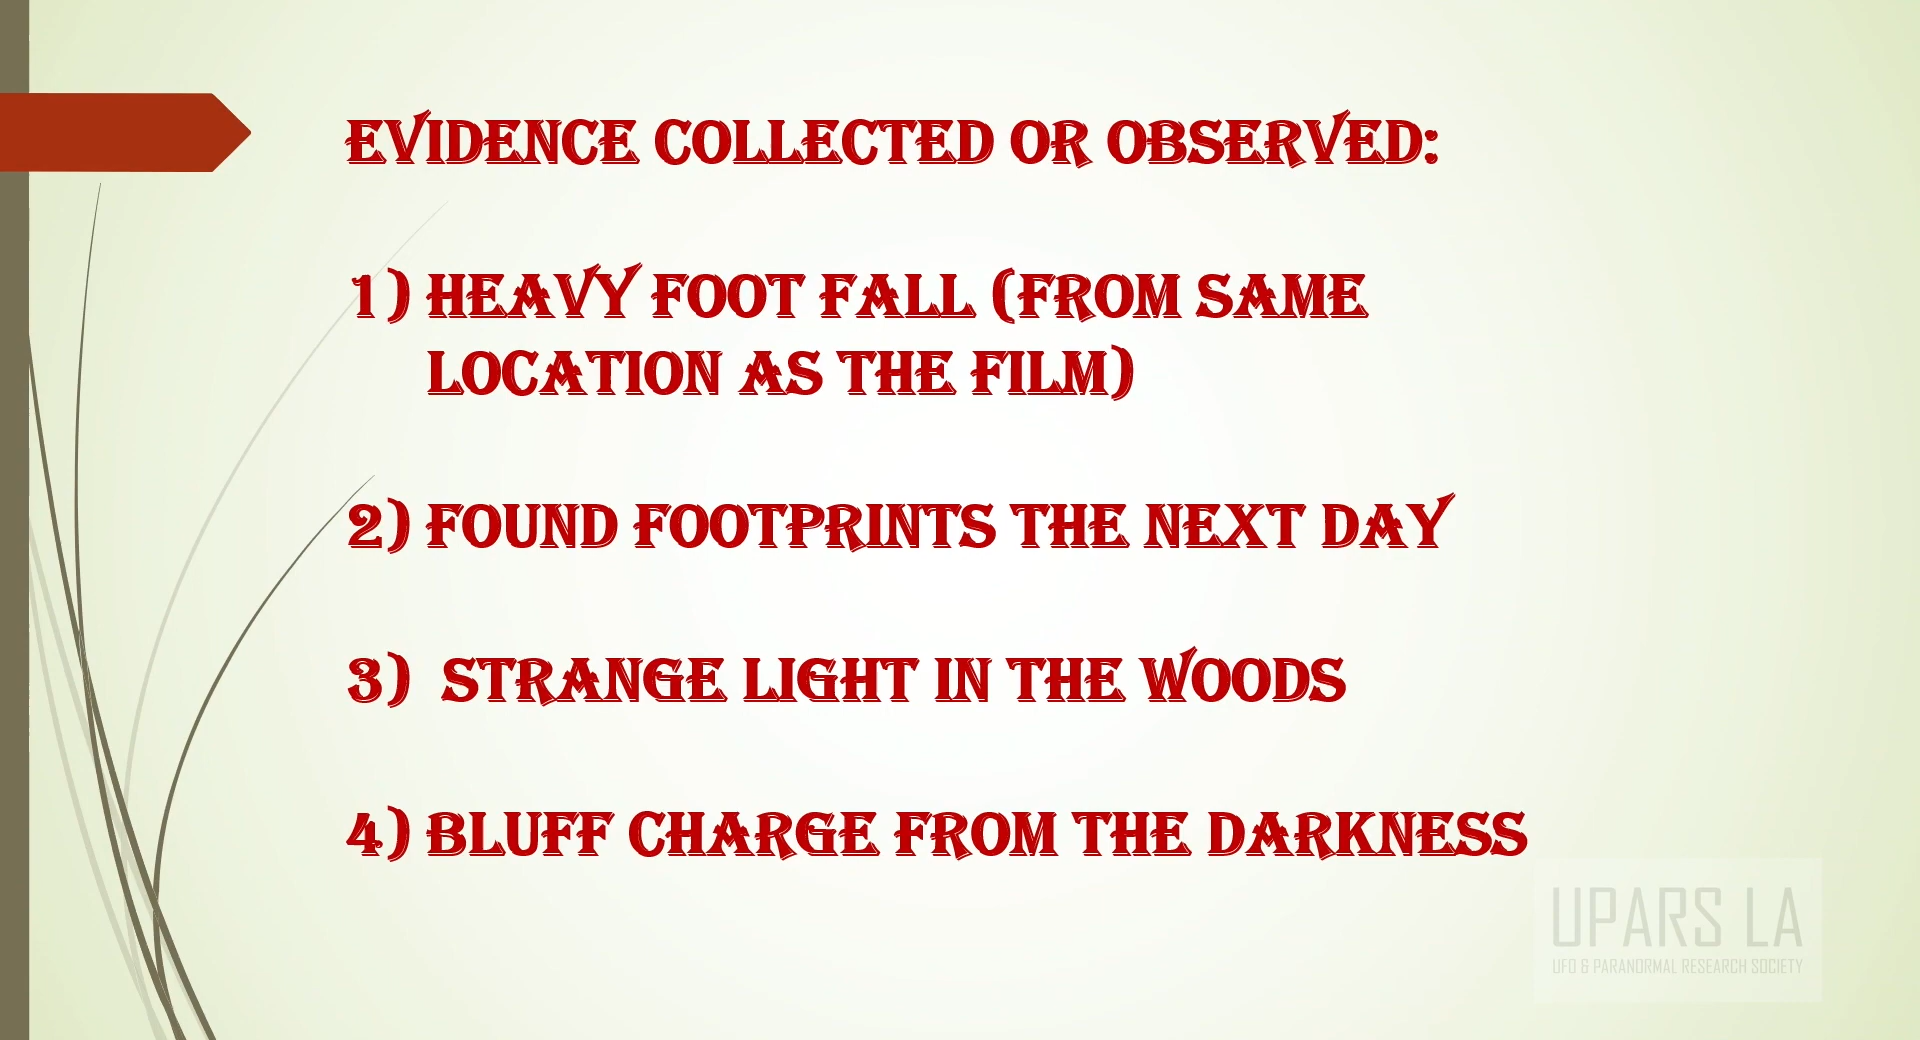 EVIDENCE COLLECTED OR OBSERVED:
1) HEAVY FOOT FALL (FROM SAME
LOCATION AS THE FILM)
2) FOUND FOOTPRINTS THE NEXT DAY
3) STRANGE LIGHT IN THE WOODS
4) BLUFF CHARGE FROM THE DARKNESS
UPARS LA
UFO & PARANORMAL RESEARCH SOCIETY